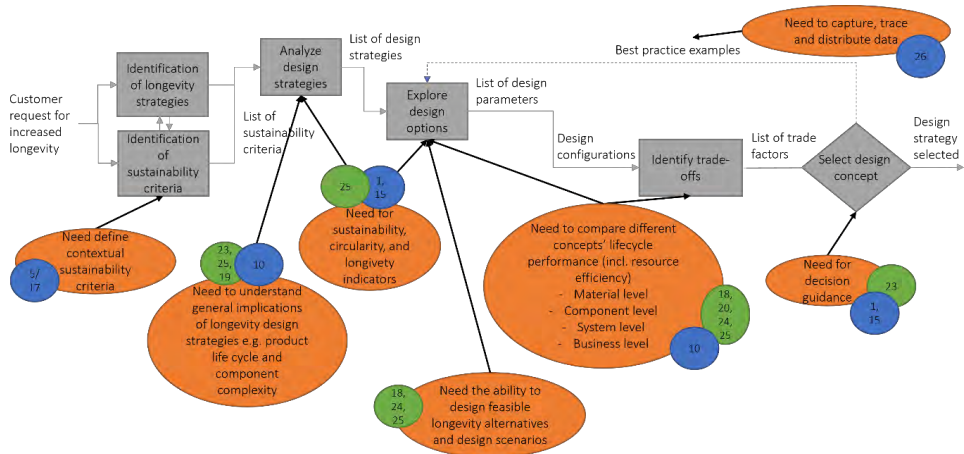 Need to capture, trace
and distribute data
26
Best practice examples
Analyze
design
strategies
List of design
strategies
Identification
of longevity
strategies
Customer
request for
increased
longevity
Identification
of
sustainability
criteria
List of
sustainability
criteria
Explore
design
options
List of design
parameters
Design
configurations
Identify trade-
offs
List of trade
factors
Select design
concept
Design
strategy
selected
Need define
contextual
sustainability
criteria
5/
17
23,
25,
19
10
Need to understand
general implications
of longevity design
strategies e.g. product
life cycle and
component
complexity
25
1,
15
Need for
sustainability,
circularity, and
longivety
indicators
Need to compare different
concepts' lifecycle
performance (incl. resource
efficiency)
- Material level
- Component level
- System level
- Business level
18,
20,
24,
25
10
Need for
decision
guidance
23
1,
15
18,
24,
25
Need the ability to
design feasible
longevity alternatives
and design scenarios